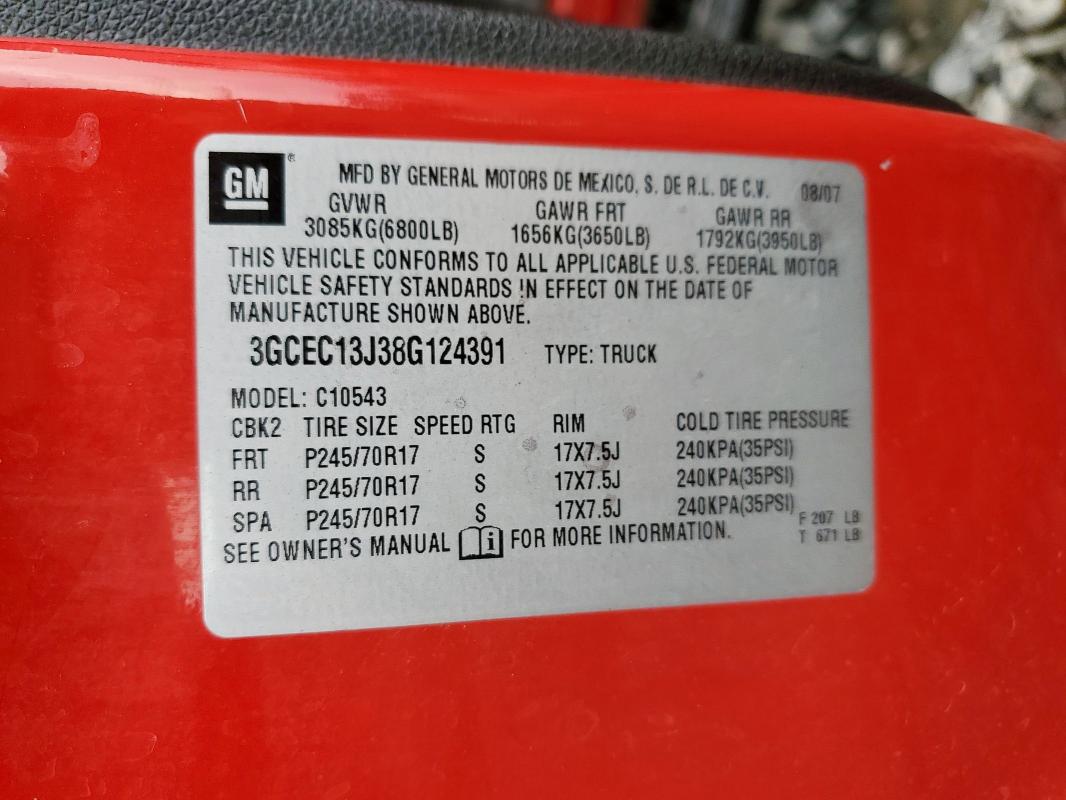 GM ® MFD BY GENERAL MOTORS DE MEXICO, S. DE R.L. DE C.V. 08/07
GVWR GAWR FRT GAWR RR
3085KG(6800LB) 1656KG(3650LB) 1792KG(3950LB)
THIS VEHICLE CONFORMS TO ALL APPLICABLE U.S. FEDERAL MOTOR
VEHICLE SAFETY STANDARDS IN EFFECT ON THE DATE OF
MANUFACTURE SHOWN ABOVE.
3GCEC13J38G124391 TYPE: TRUCK
MODEL: C10543
CBK2 TIRE SIZE SPEED RTG RIM COLD TIRE PRESSURE
FRT P245/70R17 S 17X7.5J 240KPA(35PSI)
RR P245/70R17 S 17X7.5J 240KPA(35PSI)
SPA P245/70R17 S 17X7.5J 240KPA(35PSI)
F 207 LB
T 671 LB
SEE OWNER'S MANUAL i FOR MORE INFORMATION.